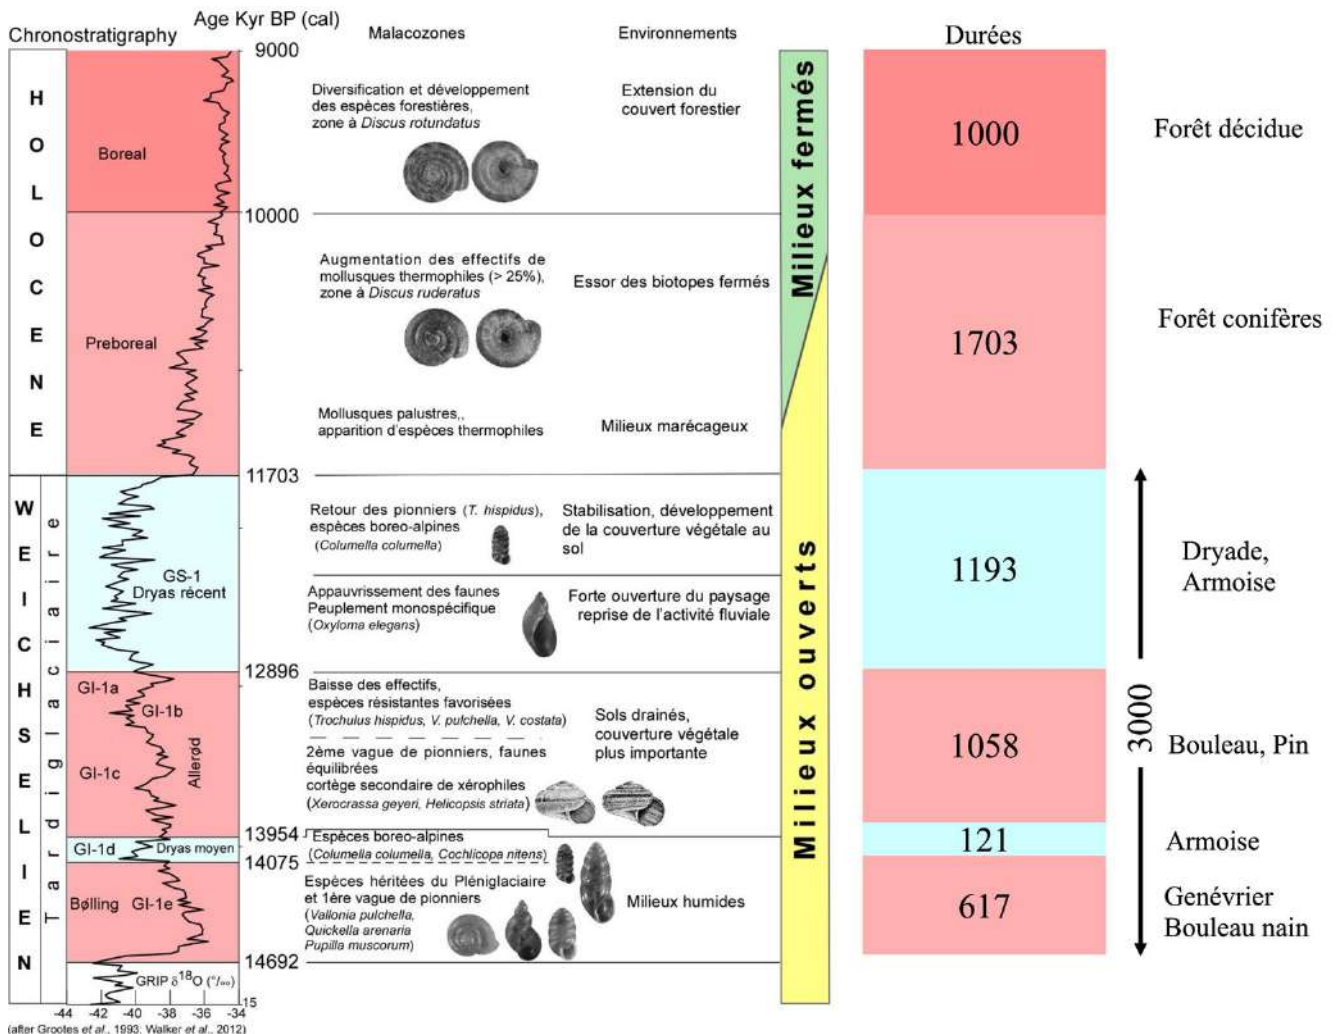 Chronostratigraphy
Age Kyr BP (cal)
Malacozones
Environnements
Durées
HOLOCENE
WEICHSELIEN
Tardiglaciaire
Boreal
Preboreal
GS-1
Dryas récent
GI-1a
GI-1b
GI-1c
Allerød
GI-1d
Dryas moyen
Bølling
GI-1e
GRIP δ18O (°/₀₀)
-44 -42 -40 -38 -36 -34
(after Grootes et al., 1993; Walker et al., 2012)
9000
10000
11703
12896
13954
14075
14692
15
Diversification et développement
des espèces forestières,
zone à Discus rotundatus
Extension du
couvert forestier
Augmentation des effectifs de
mollusques thermophiles (> 25%),
zone à Discus ruderatus
Essor des biotopes fermés
Mollusques palustres,,
apparition d'espèces thermophiles
Milieux marécageux
Retour des pionniers (T. hispidus),
espèces boreo-alpines
(Columella columella)
Stabilisation, développement
de la couverture végétale au
sol
Appauvrissement des faunes
Peuplement monospécifique
(Oxyloma elegans)
Forte ouverture du paysage
reprise de l'activité fluviale
Baisse des effectifs,
espèces résistantes favorisées
(Trochulus hispidus, V. pulchella, V. costata)
2ème vague de pionniers, faunes
équilibrées
cortège secondaire de xérophiles
(Xerocrassa geyeri, Helicopsis striata)
Sols drainés,
couverture végétale
plus importante
Espèces boreo-alpines
(Columella columella, Cochlicopa nitens)
Espèces héritées du Pléniglaciaire
et 1ère vague de pionniers
(Vallonia pulchella,
Quickella arenaria
Pupilla muscorum)
Milieux humides
Milieux fermés
Milieux ouverts
1000
1703
1193
1058
121
617
3000
Forêt décidue
Forêt conifères
Dryade,
Armoise
Bouleau, Pin
Armoise
Genévrier
Bouleau nain